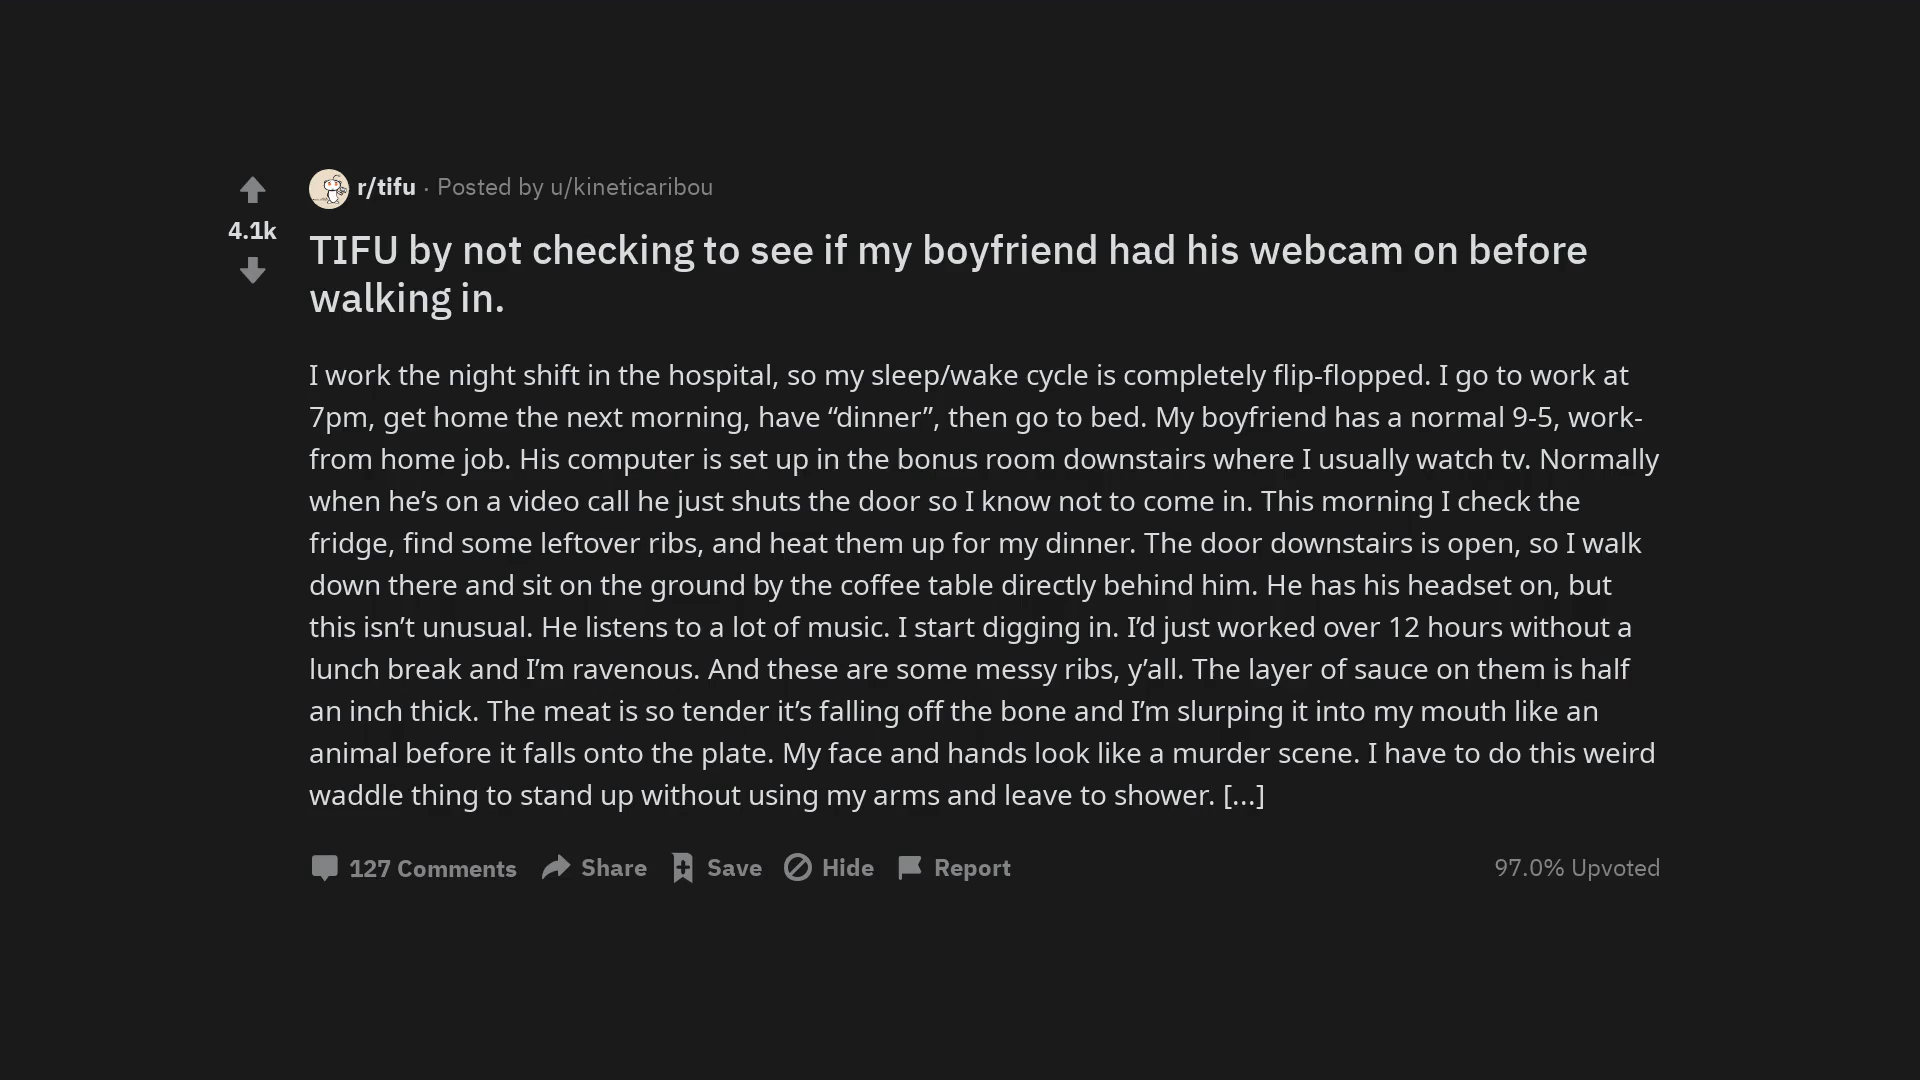 r/tifu · Posted by u/kineticaribou
4.1k
TIFU by not checking to see if my boyfriend had his webcam on before
walking in.
I work the night shift in the hospital, so my sleep/wake cycle is completely flip-flopped. I go to work at
7pm, get home the next morning, have “dinner”, then go to bed. My boyfriend has a normal 9-5, work-
from home job. His computer is set up in the bonus room downstairs where I usually watch tv. Normally
when he’s on a video call he just shuts the door so I know not to come in. This morning I check the
fridge, find some leftover ribs, and heat them up for my dinner. The door downstairs is open, so I walk
down there and sit on the ground by the coffee table directly behind him. He has his headset on, but
this isn’t unusual. He listens to a lot of music. I start digging in. I’d just worked over 12 hours without a
lunch break and I’m ravenous. And these are some messy ribs, y’all. The layer of sauce on them is half
an inch thick. The meat is so tender it’s falling off the bone and I’m slurping it into my mouth like an
animal before it falls onto the plate. My face and hands look like a murder scene. I have to do this weird
waddle thing to stand up without using my arms and leave to shower. [...]
127 Comments Share Save Hide Report 97.0% Upvoted